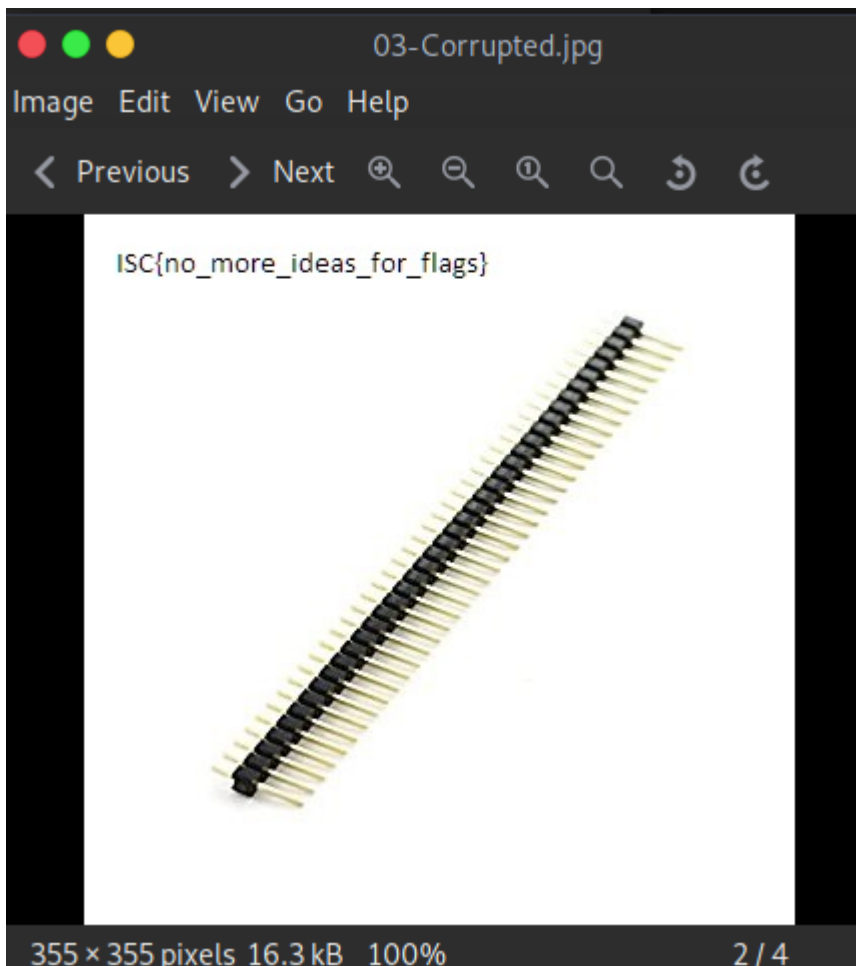 03-Corrupted.jpg
Image Edit View Go Help
Previous Next
ISC{no_more_ideas_for_flags}
355 × 355 pixels 16.3 kB 100% 2 / 4